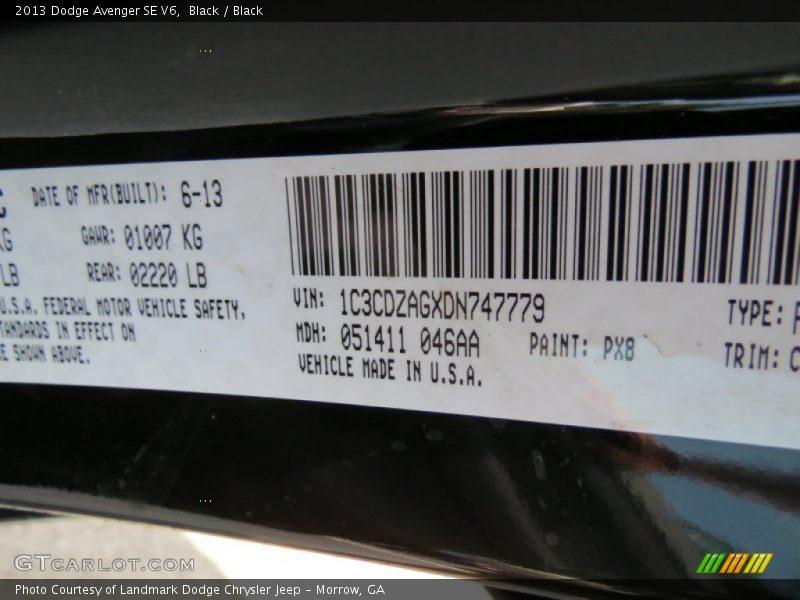 2013 Dodge Avenger SE V6, Black / Black
DATE OF MFR(BUILT): 6-13
KG GAWR: 01007 KG
LB REAR: 02220 LB
U.S.A. FEDERAL MOTOR VEHICLE SAFETY,
TANDARDS IN EFFECT ON
E SHOWN ABOVE.
VIN: 1C3CDZAGXDN747779
MDH: 051411 046AA
VEHICLE MADE IN U.S.A.
PAINT: PX8
TYPE:
TRIM: C
GTCARLOT.COM
Photo Courtesy of Landmark Dodge Chrysler Jeep - Morrow, GA